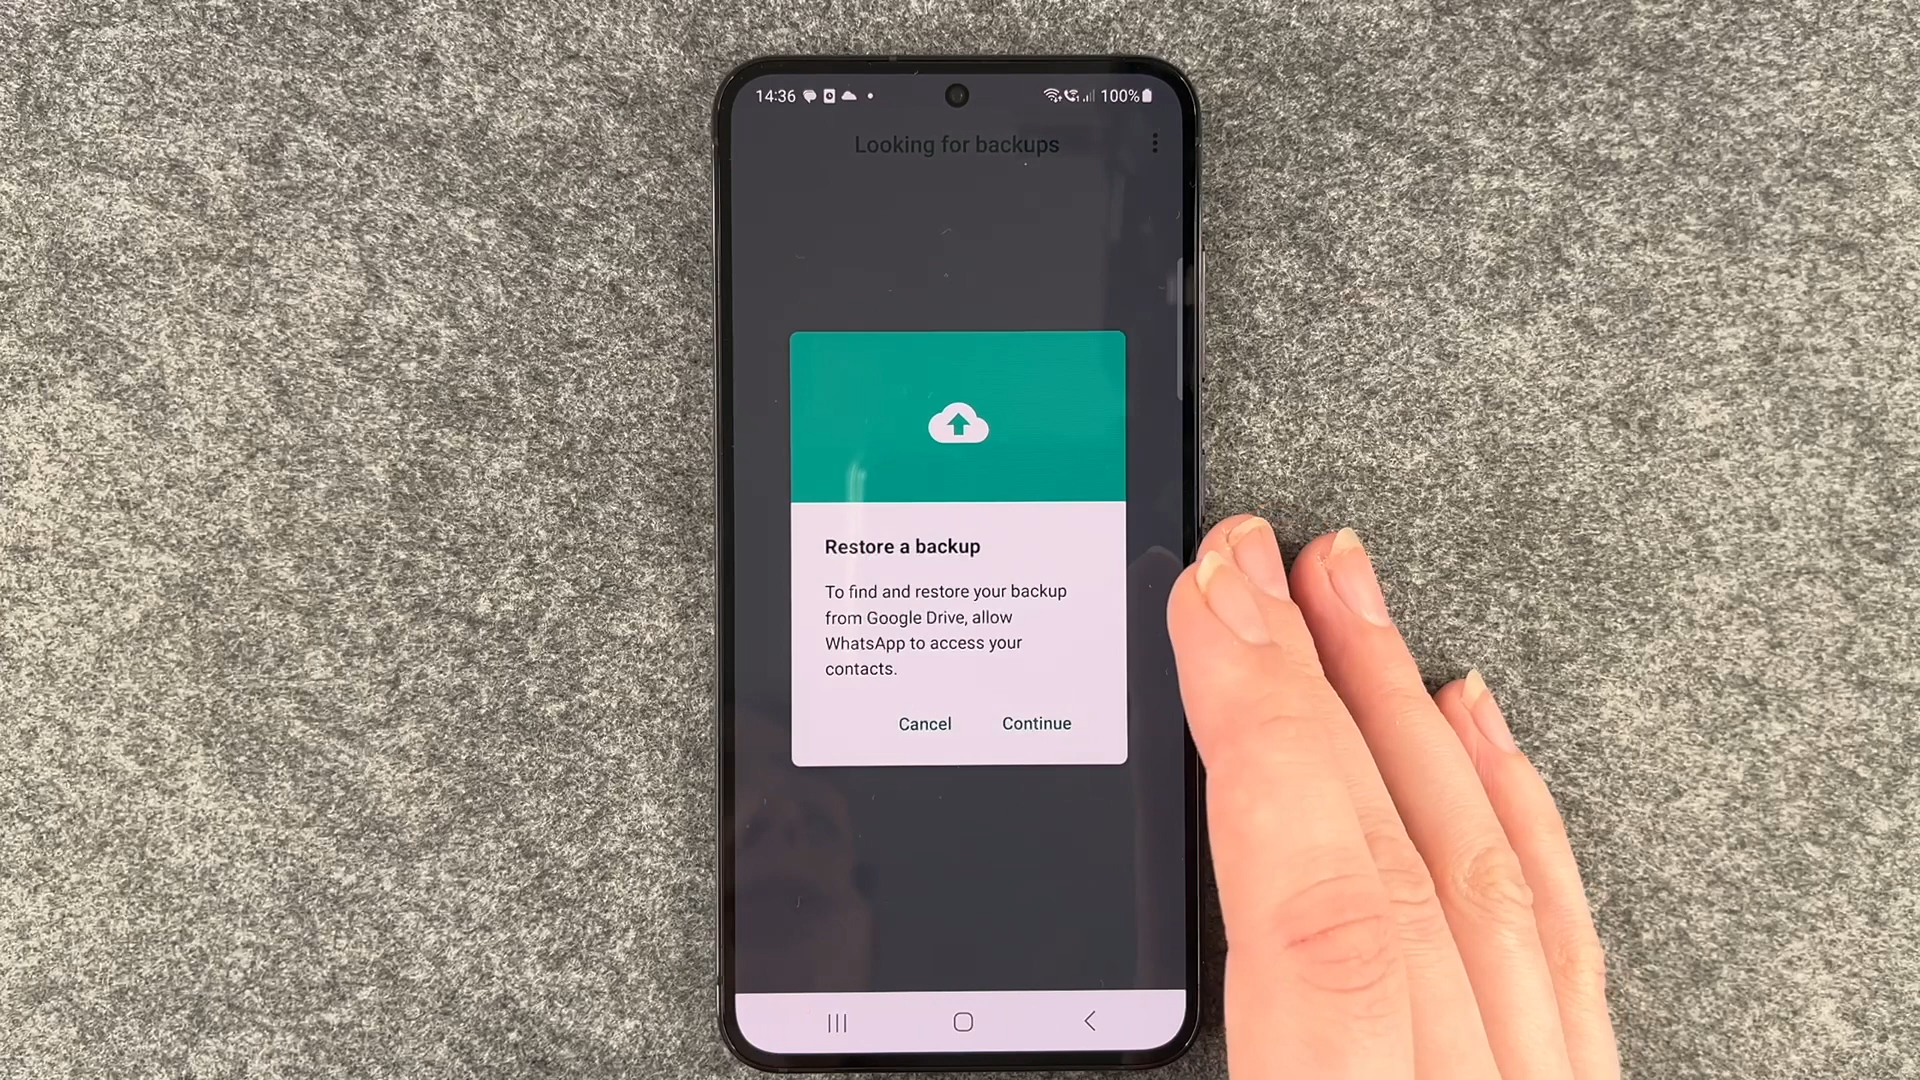 14:36
100%
Looking for backups
Restore a backup
To find and restore your backup
from Google Drive, allow
WhatsApp to access your
contacts.
Cancel
Continue